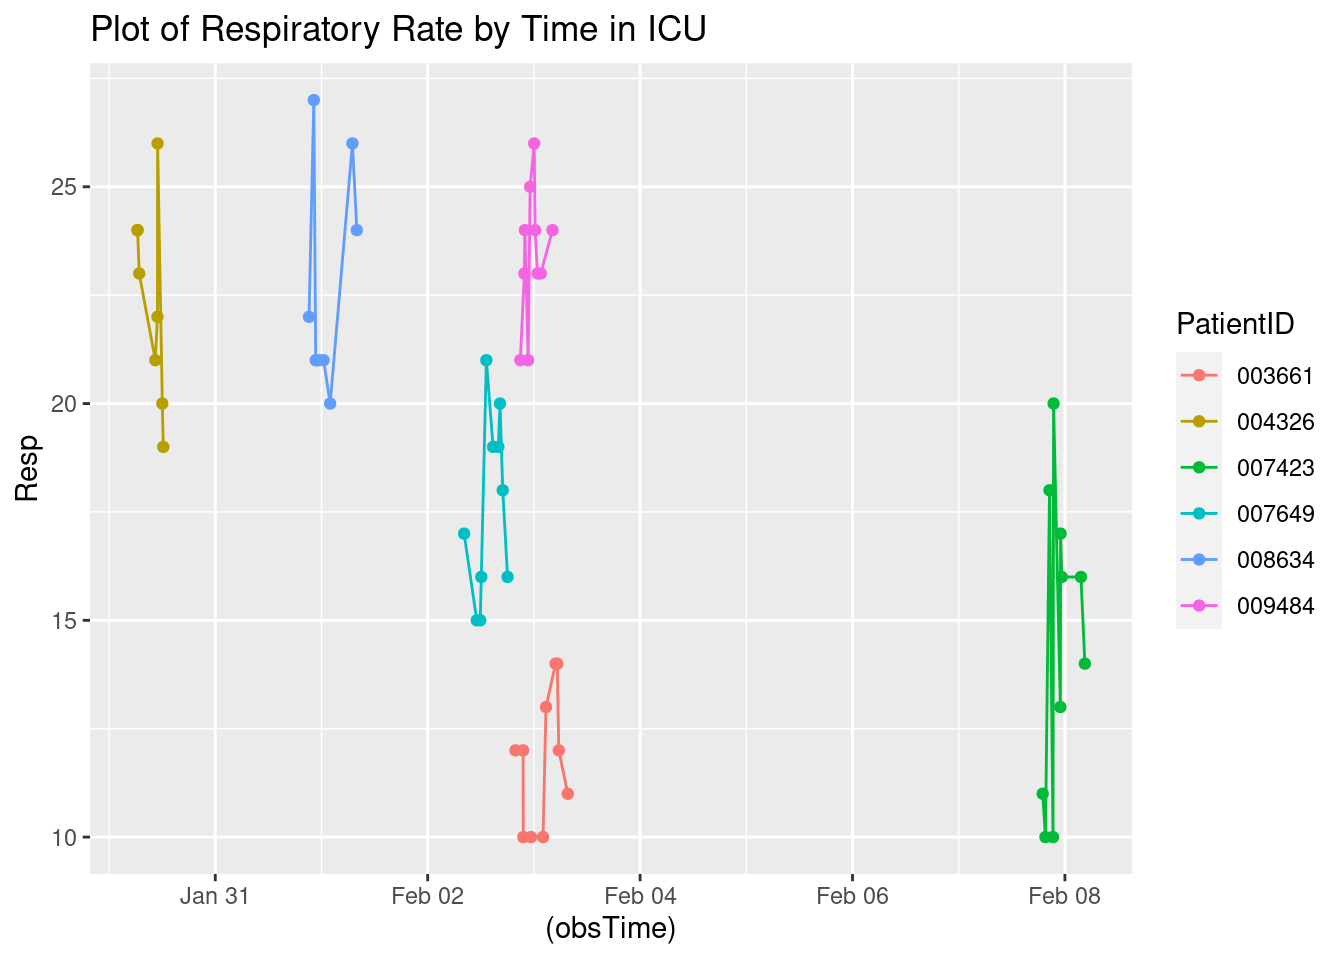 Plot of Respiratory Rate by Time in ICU
25
20
15
10
Resp
Jan 31 Feb 02 Feb 04 Feb 06 Feb 08
(obsTime)
PatientID
003661
004326
007423
007649
008634
009484